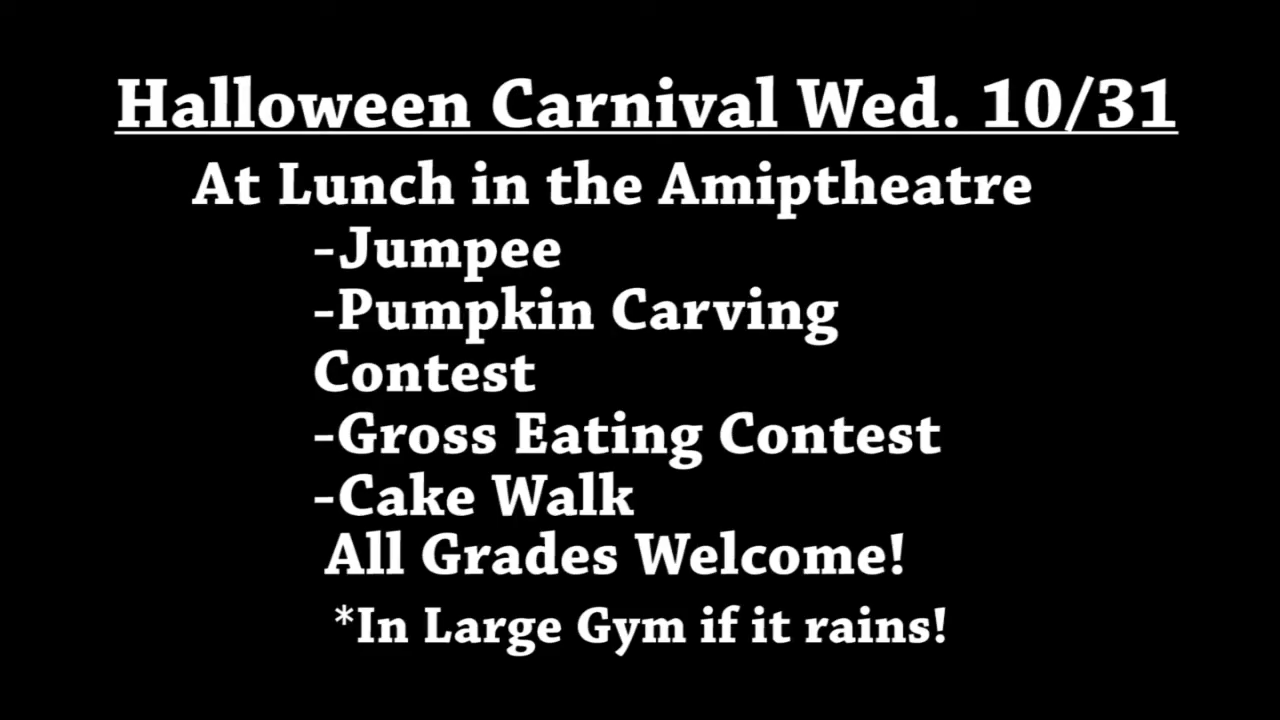 Halloween Carnival Wed. 10/31
At Lunch in the Amiptheatre
-Jumpee
-Pumpkin Carving
Contest
-Gross Eating Contest
-Cake Walk
All Grades Welcome!
*In Large Gym if it rains!